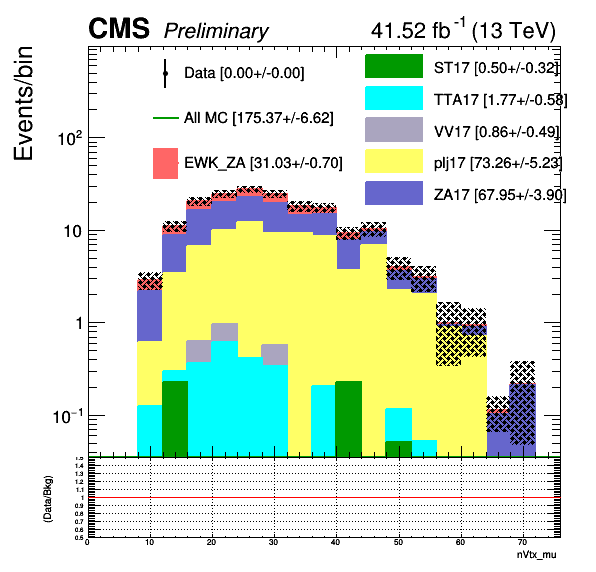 CMS Preliminary 41.52 fb⁻¹ (13 TeV)
Events/bin
Data [0.00+/-0.00]
All MC [175.37+/-6.62]
EWK_ZA [31.03+/-0.70]
ST17 [0.50+/-0.32]
TTA17 [1.77+/-0.58]
VV17 [0.86+/-0.49]
plj17 [73.26+/-5.23]
ZA17 [67.95+/-3.90]
10²
10
1
10⁻¹
(Data/Bkg)
1.5
1.4
1.3
1.2
1.1
1
0.9
0.8
0.7
0.6
0.5
0 10 20 30 40 50 60 70
nVtx_mu